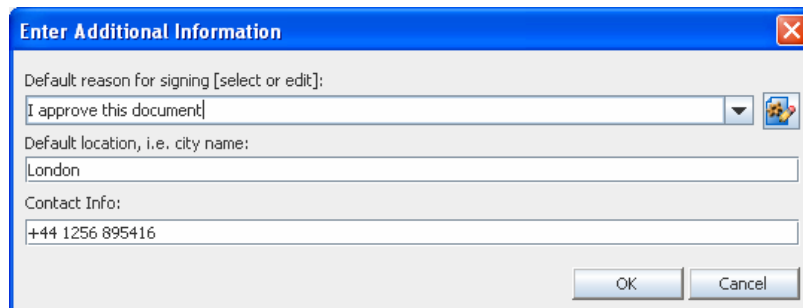 Enter Additional Information
Default reason for signing [select or edit]:
I approve this document
Default location, i.e. city name:
London
Contact Info:
+44 1256 895416
OK Cancel